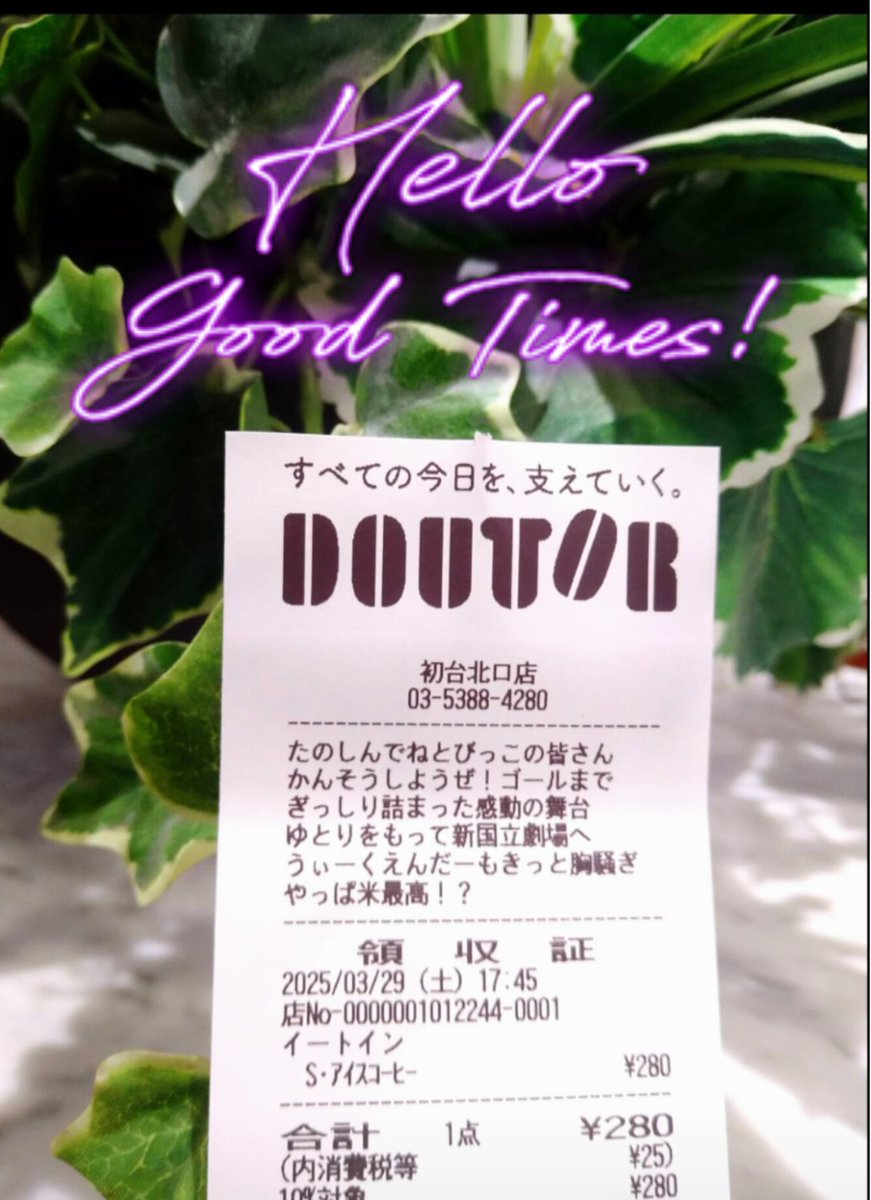 Hello
Good Times!
すべての今日を、支えていく。
DOUTOR
初台北口店
03-5388-4280
たのしんでねとびっこの皆さん
かんそうしようぜ！ゴールまで
ぎっしり詰まった感動の舞台
ゆとりをもって新国立劇場へ
うぃーくえんだーもきっと胸騒ぎ
やっぱ米最高！？
領収証
2025/03/29 (土) 17:45
店No-0000001012244-0001
イートイン
S・アイスコーヒー ¥280
合計 1点 ¥280
(内消費税等 ¥25)
10%対象 ¥280